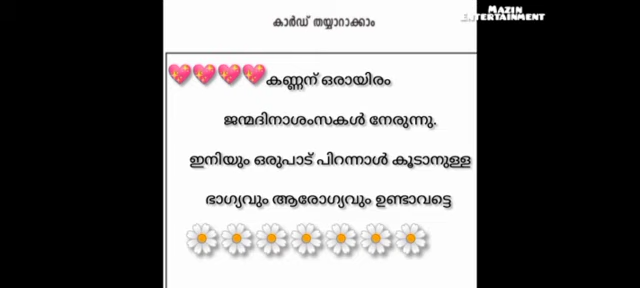 കാർഡ് തയ്യാറാക്കാം
MAZIN
ENTERTAINMENT
💖💖💖💖കണ്ണന് ഒരായിരം
ജന്മദിനാശംസകൾ നേരുന്നു.
ഇനിയും ഒരുപാട് പിറന്നാൾ കൂടാനുള്ള
ഭാഗ്യവും ആരോഗ്യവും ഉണ്ടാവട്ടെ
🌼🌼🌼🌼🌼🌼🌼